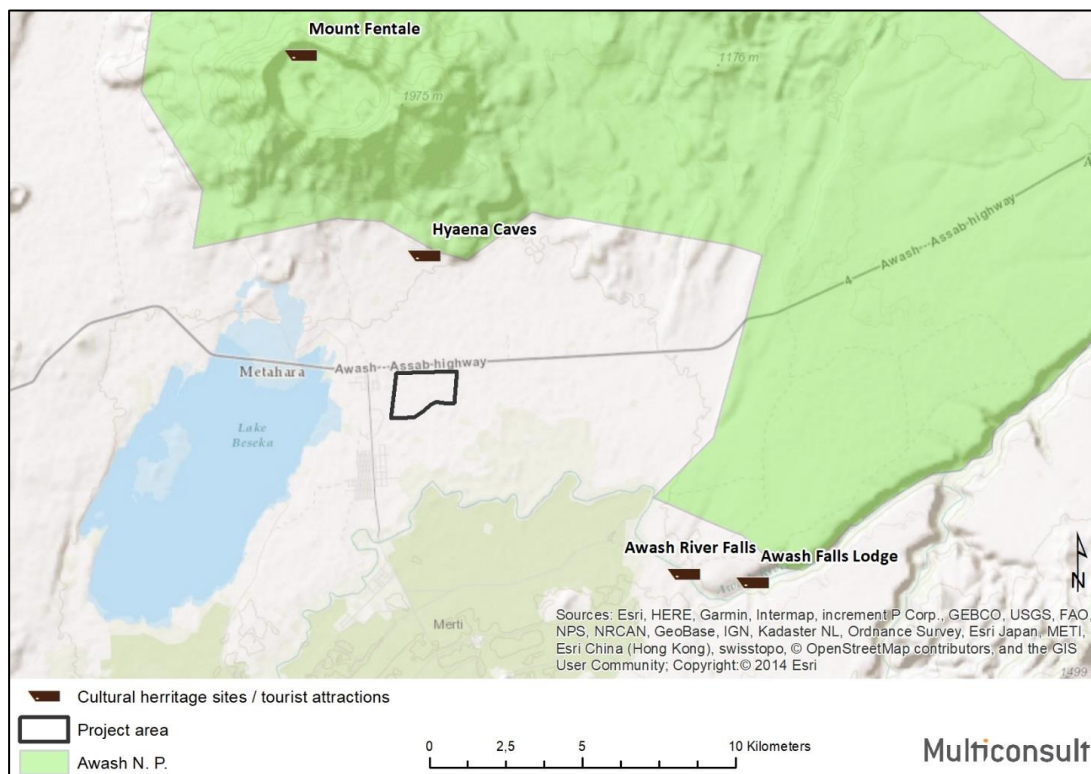 Mount Fentale
1176 m
1975 m
Hyaena Caves
4
Awash---Assab-highway
Awash---Assab-highway
Metahara
Lake
Beseka
Awash River Falls
Awash Falls Lodge
Merti
N
Sources: Esri, HERE, Garmin, Intermap, increment P Corp., GEBCO, USGS, FAO,
NPS, NRCAN, GeoBase, IGN, Kadaster NL, Ordnance Survey, Esri Japan, METI,
Esri China (Hong Kong), swisstopo, © OpenStreetMap contributors, and the GIS
User Community; Copyright:© 2014 Esri
1499
Cultural herritage sites / tourist attractions
Project area
Awash N. P.
0 2,5 5 10 Kilometers
Multiconsult